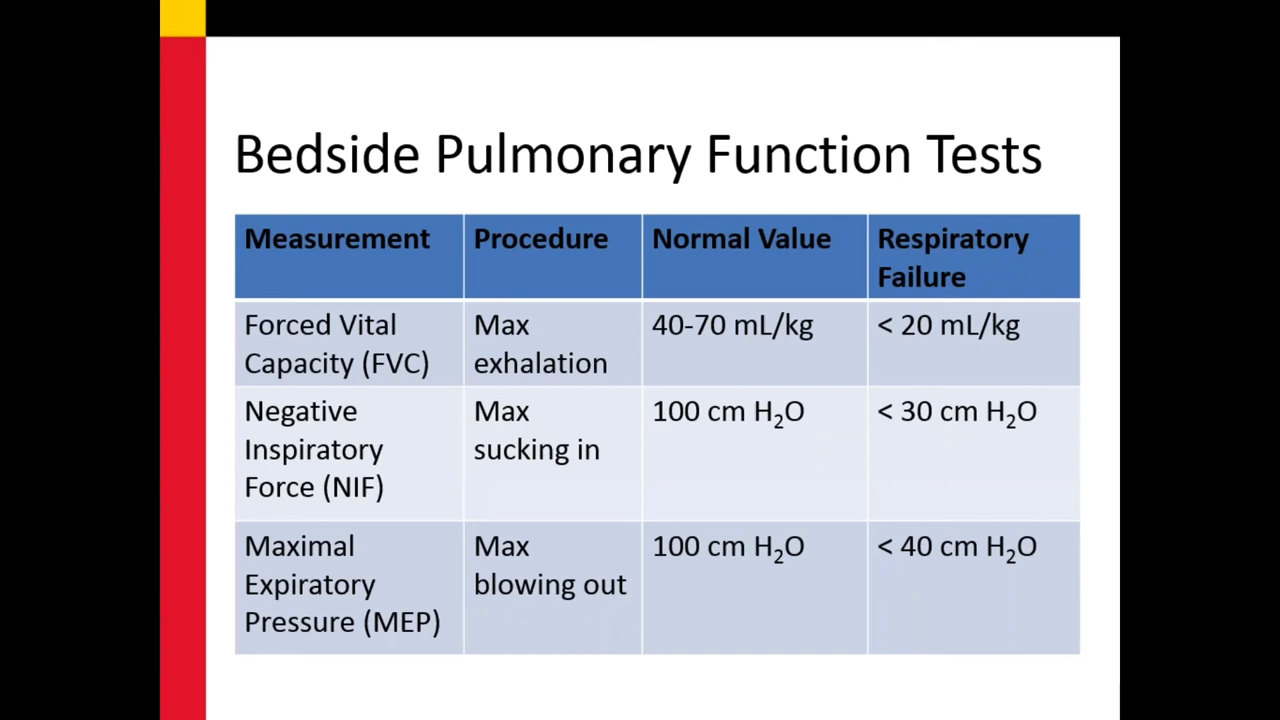 Bedside Pulmonary Function Tests
Measurement Procedure Normal Value Respiratory
Failure
Forced Vital Max 40-70 mL/kg < 20 mL/kg
Capacity (FVC) exhalation
Negative Max 100 cm H₂O < 30 cm H₂O
Inspiratory sucking in
Force (NIF)
Maximal Max 100 cm H₂O < 40 cm H₂O
Expiratory blowing out
Pressure (MEP)